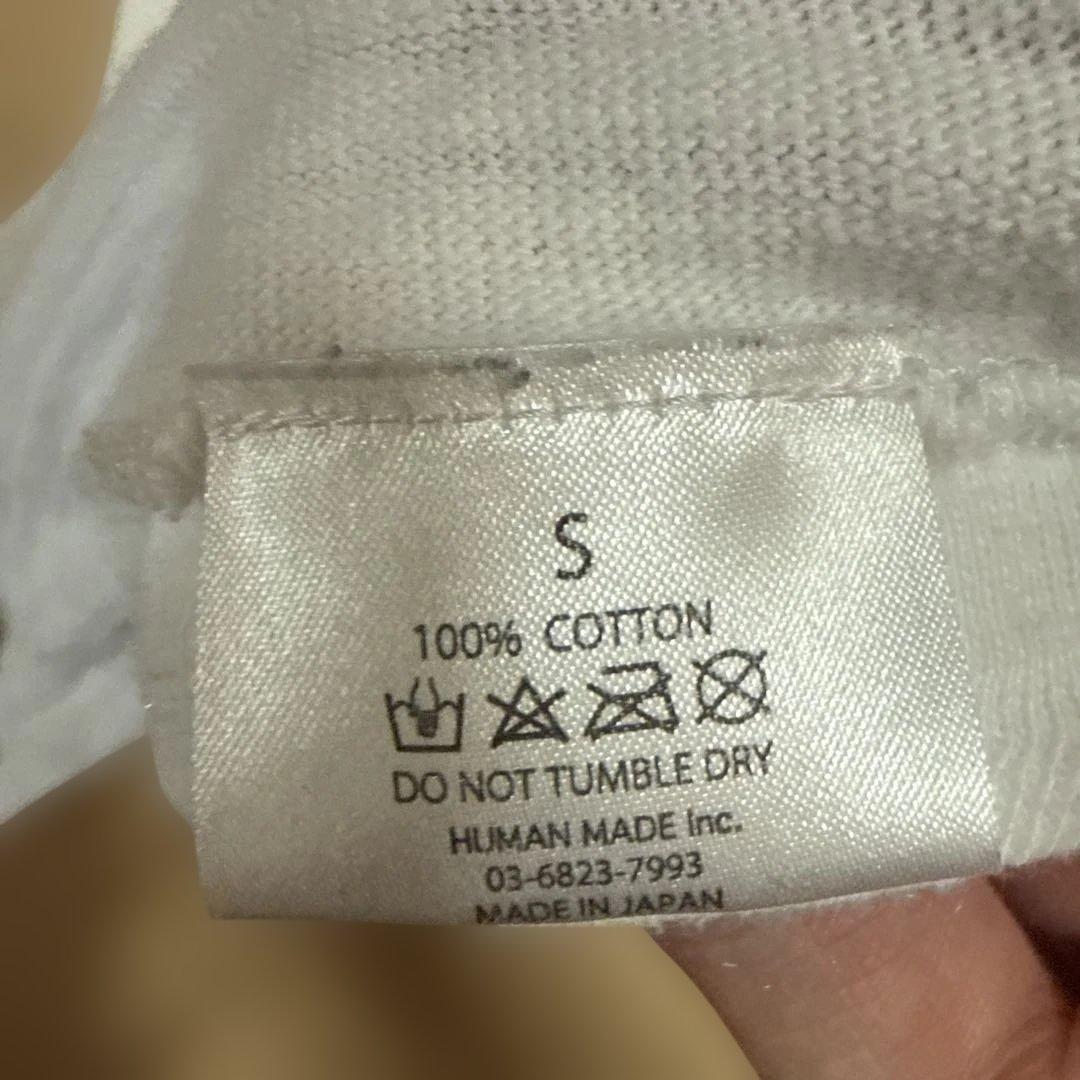 S
100% COTTON
DO NOT TUMBLE DRY
HUMAN MADE Inc.
03-6823-7993
MADE IN JAPAN